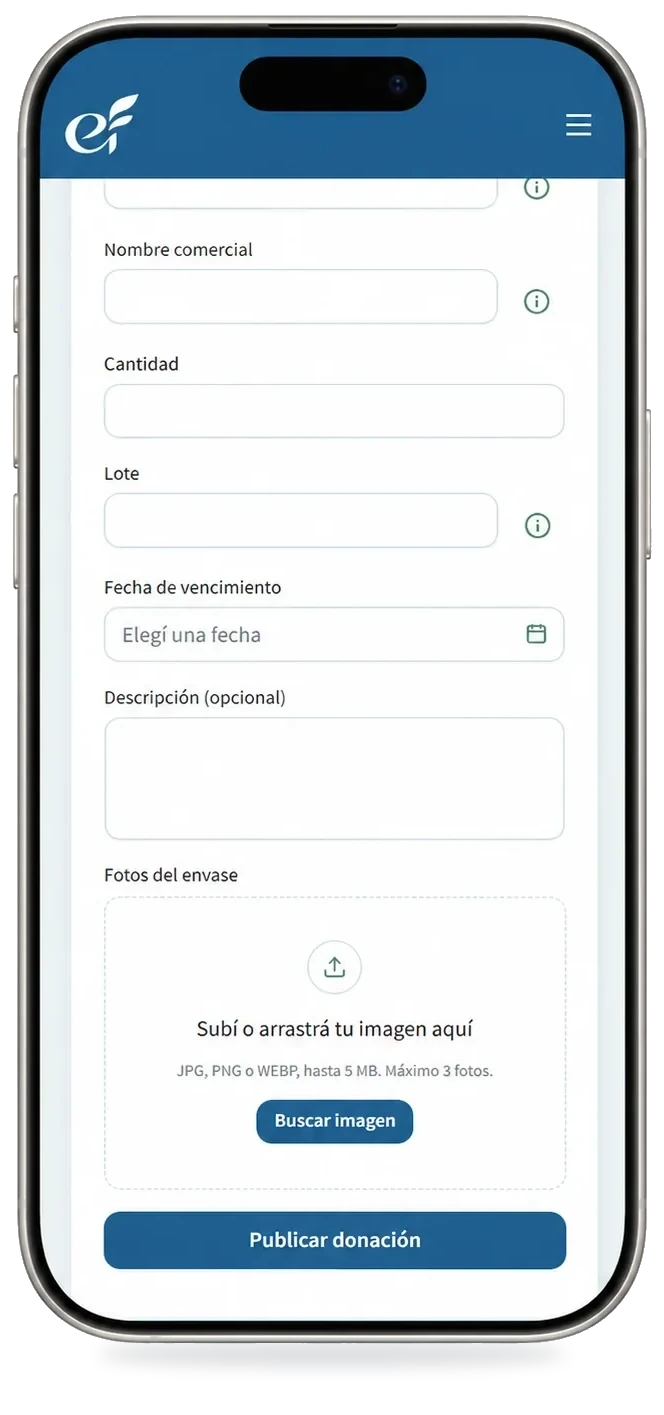 Nombre comercial
Cantidad
Lote
Fecha de vencimiento
Elegí una fecha
Descripción (opcional)
Fotos del envase
Subí o arrastrá tu imagen aquí
JPG, PNG o WEBP, hasta 5 MB. Máximo 3 fotos.
Buscar imagen
Publicar donación